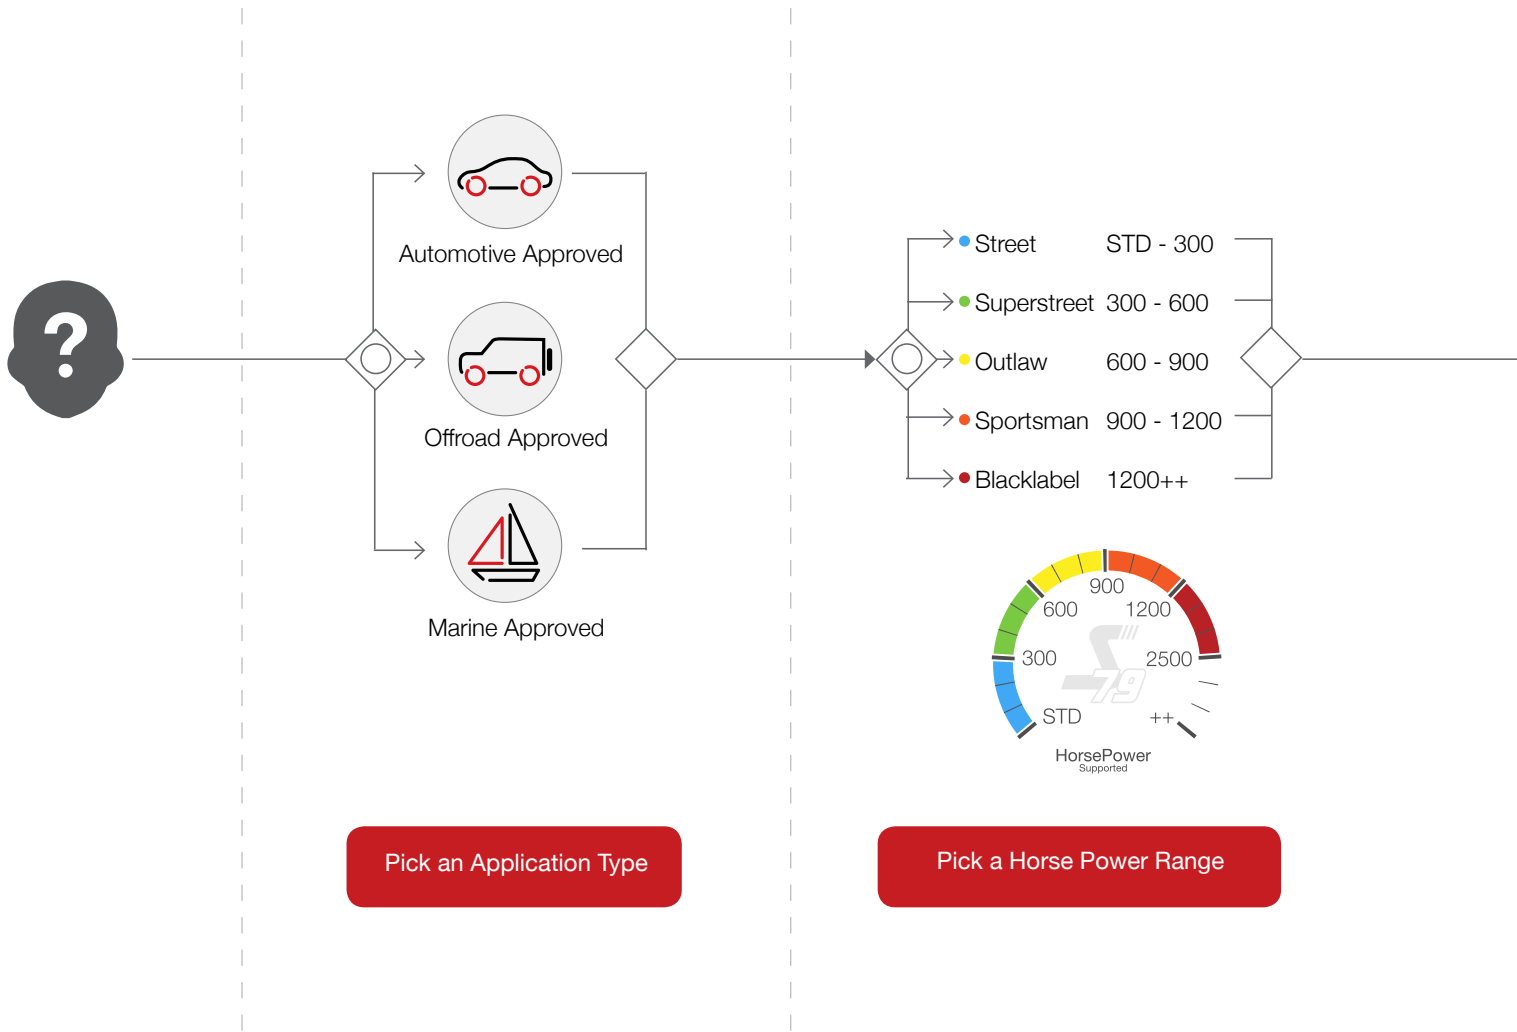 ?
Automotive Approved
Offroad Approved
Marine Approved
Pick an Application Type
Street STD - 300
Superstreet 300 - 600
Outlaw 600 - 900
Sportsman 900 - 1200
Blacklabel 1200++
900
600 1200
300 2500
79
STD ++
HorsePower
Supported
Pick a Horse Power Range